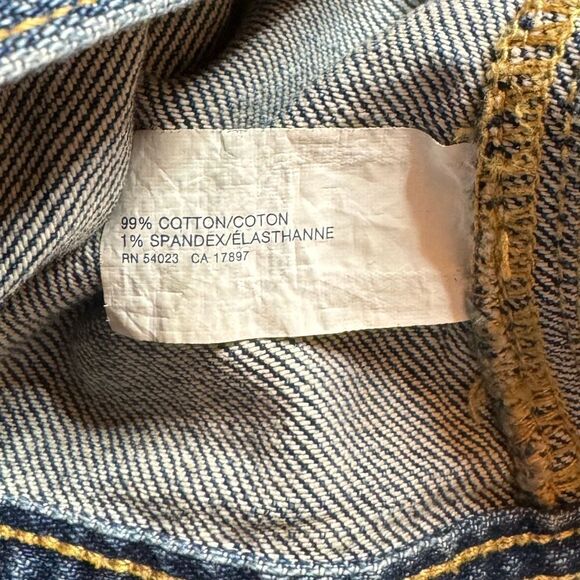 99% COTTON/COTON
1% SPANDEX/ÉLASTHANNE
RN 54023 CA 17897